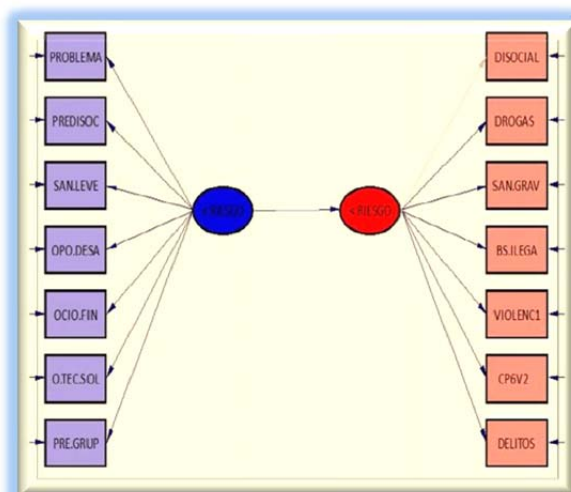 PROBLEMA
PREDISOC
SAN.LEVE
OPO.DESA
OCIO.FIN
O.TEC.SOL
PRE.GRUP
RIESGO
RIESGO
DISOCIAL
DROGAS
SAN.GRAV
BS.ILEGA
VIOLENC1
CP6V2
DELITOS